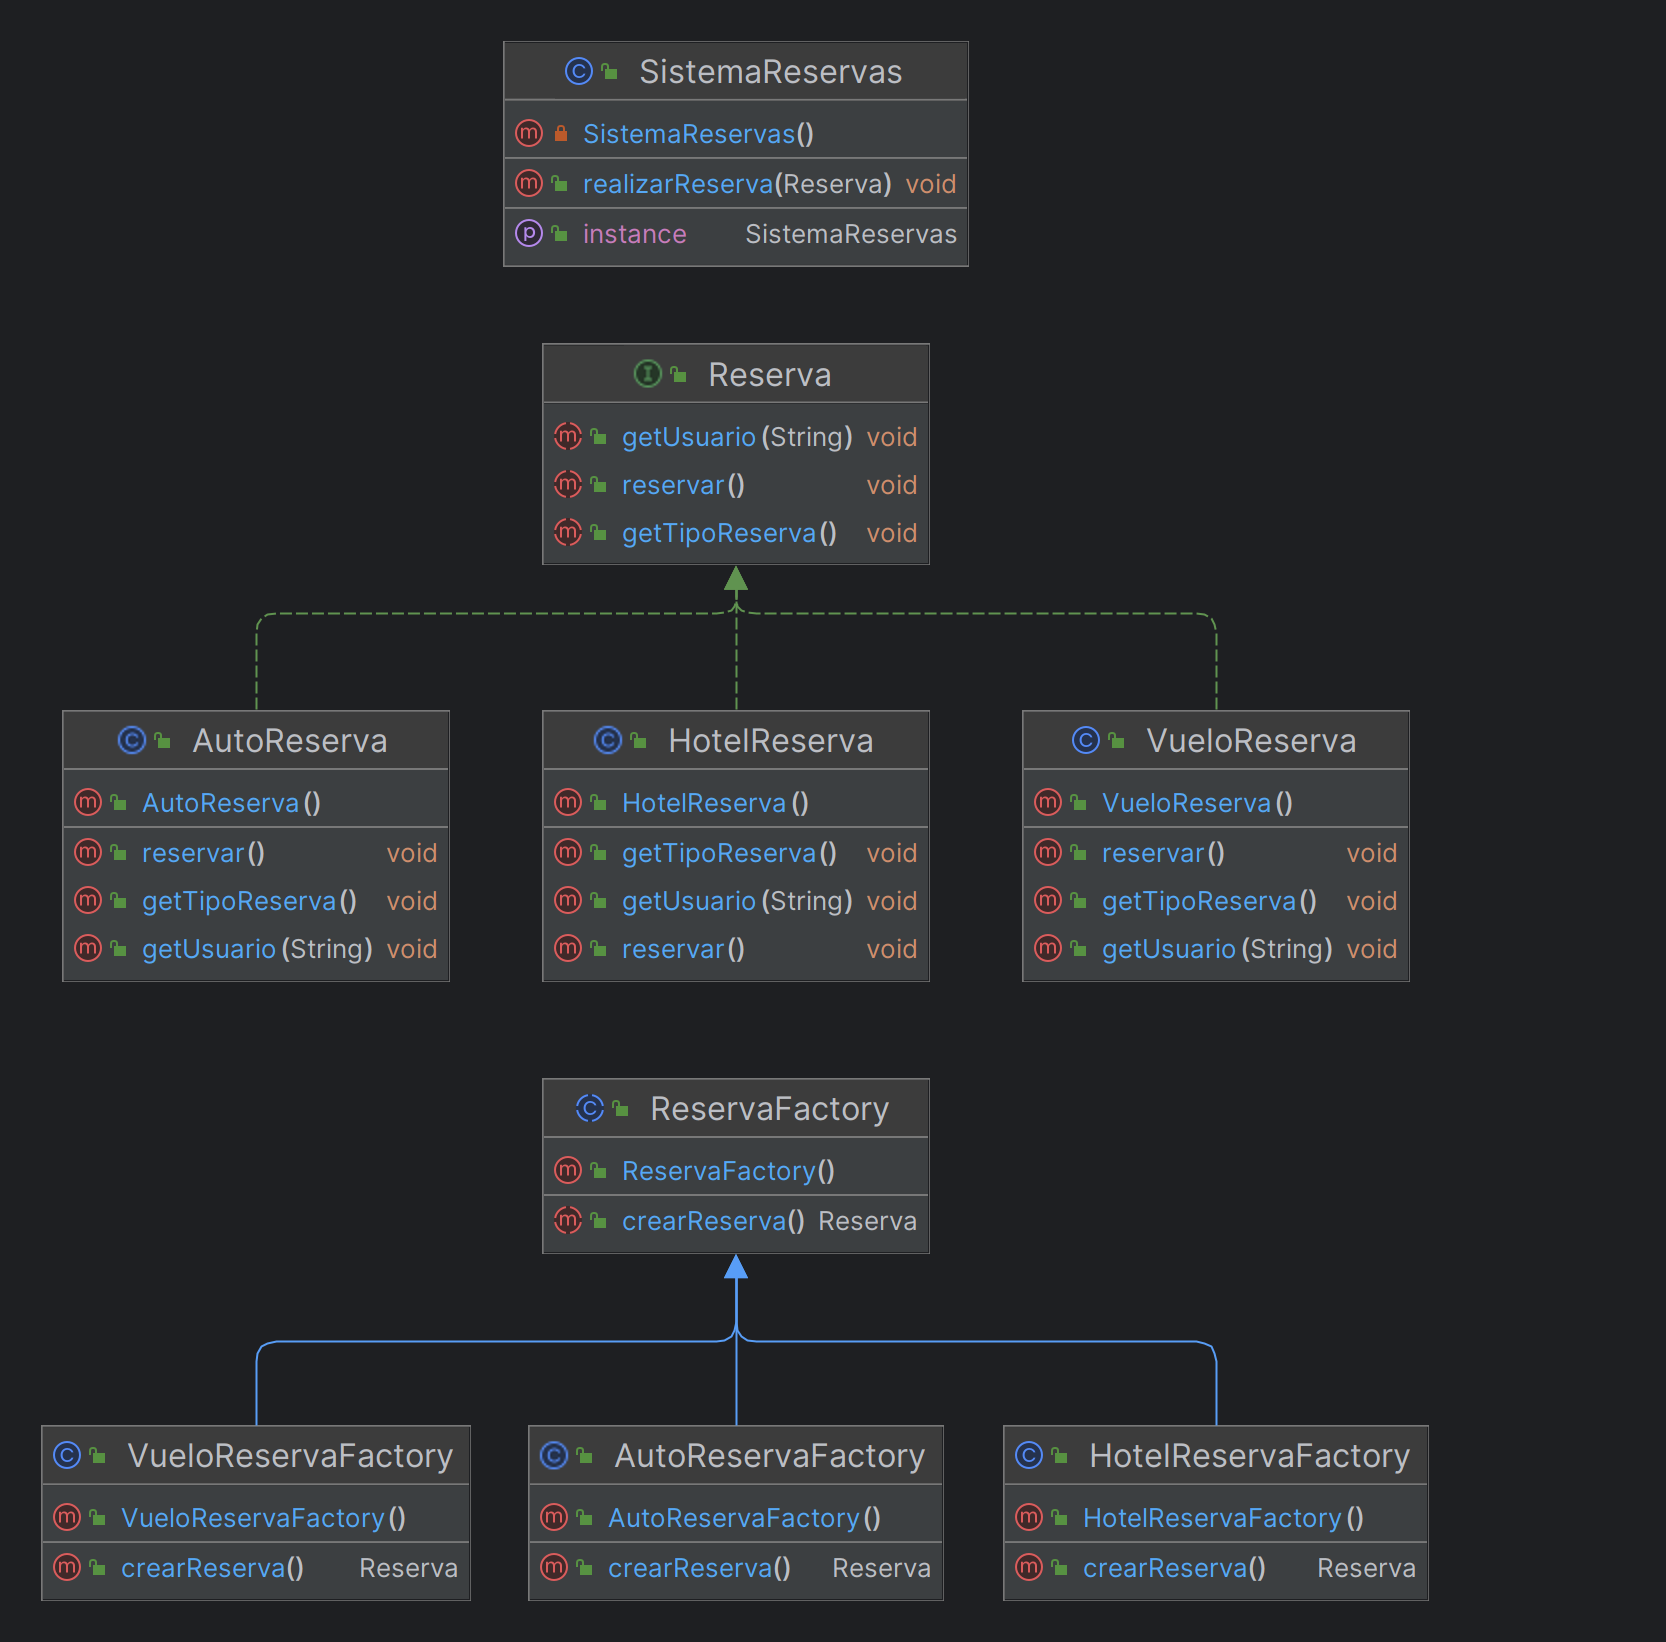 SistemaReservas
SistemaReservas()
realizarReserva(Reserva) void
instance SistemaReservas
Reserva
getUsuario(String) void
reservar() void
getTipoReserva() void
AutoReserva
AutoReserva()
reservar() void
getTipoReserva() void
getUsuario(String) void
HotelReserva
HotelReserva()
getTipoReserva() void
getUsuario(String) void
reservar() void
VueloReserva
VueloReserva()
reservar() void
getTipoReserva() void
getUsuario(String) void
ReservaFactory
ReservaFactory()
crearReserva() Reserva
VueloReservaFactory
VueloReservaFactory()
crearReserva() Reserva
AutoReservaFactory
AutoReservaFactory()
crearReserva() Reserva
HotelReservaFactory
HotelReservaFactory()
crearReserva() Reserva